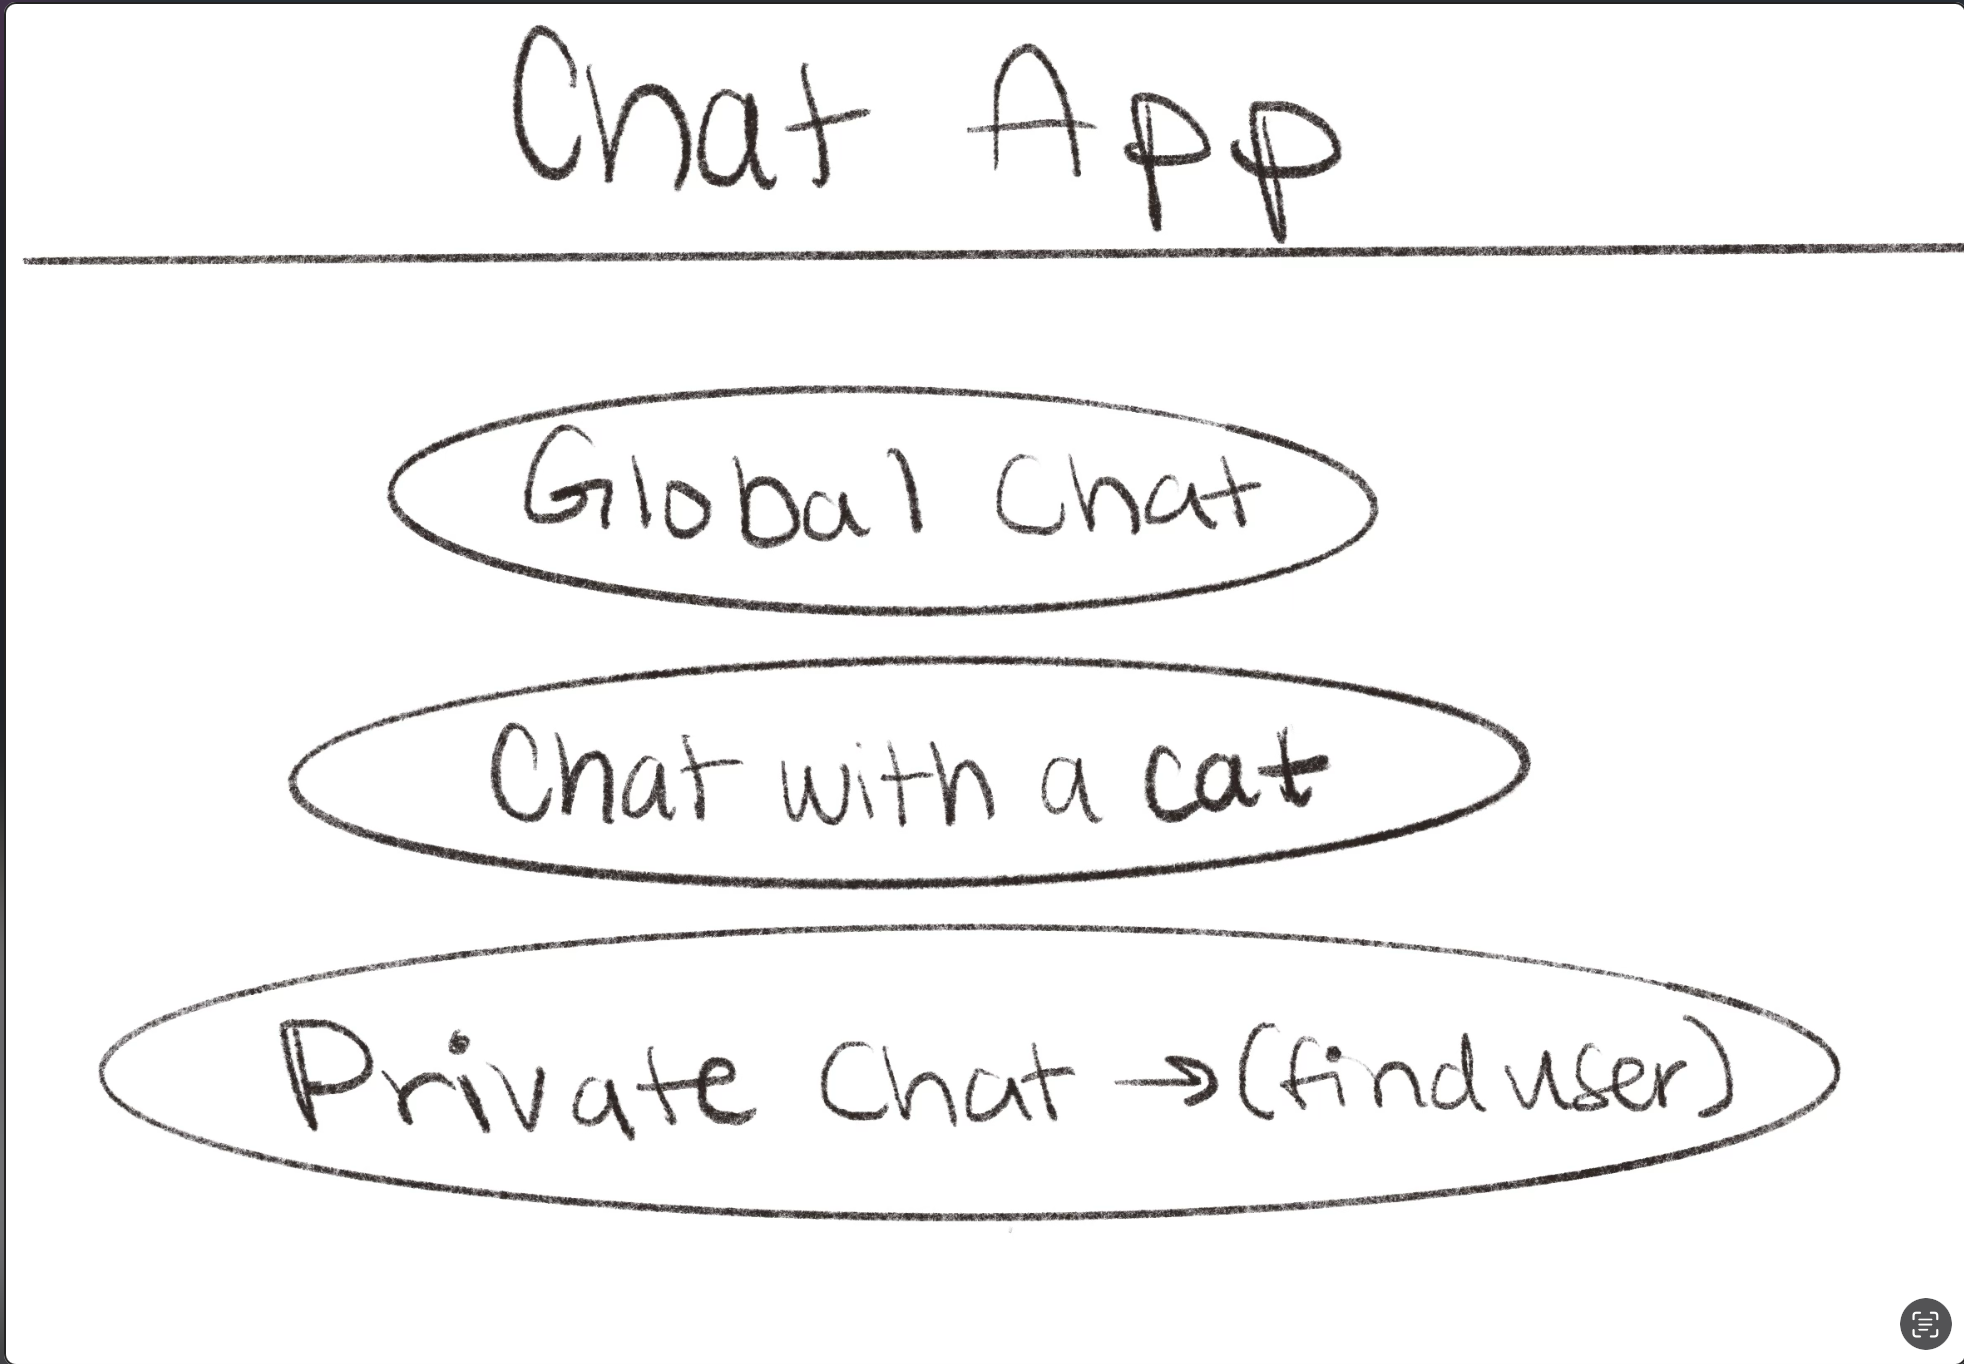 Chat App
Global Chat
Chat with a cat
Private Chat → (find user)